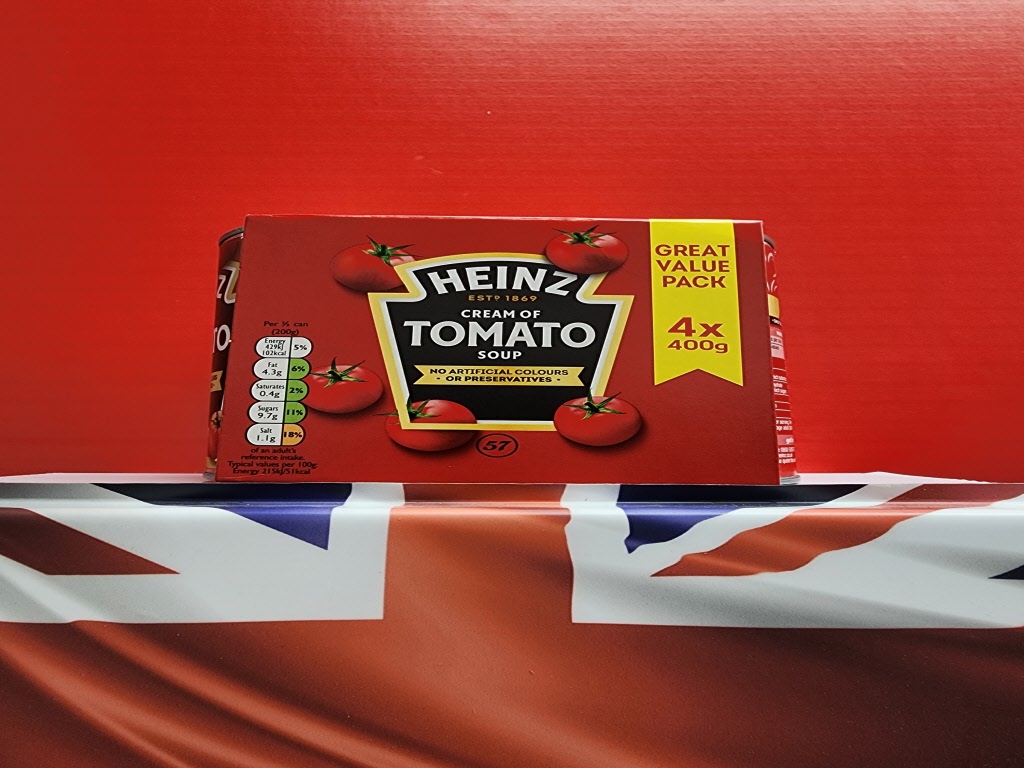 HEINZ
ESTD 1869
CREAM OF
TOMATO
SOUP
NO ARTIFICIAL COLOURS
• OR PRESERVATIVES •
57
GREAT
VALUE
PACK
4x
400g
Per ½ can
(200g)
Energy
429kJ
102kcal
5%
Fat
4.3g
6%
Saturates
0.4g
2%
Sugars
9.7g
11%
Salt
1.1g
18%
of an adult's
reference intake.
Typical values per 100g:
Energy 215kJ/51kcal
Z
TO